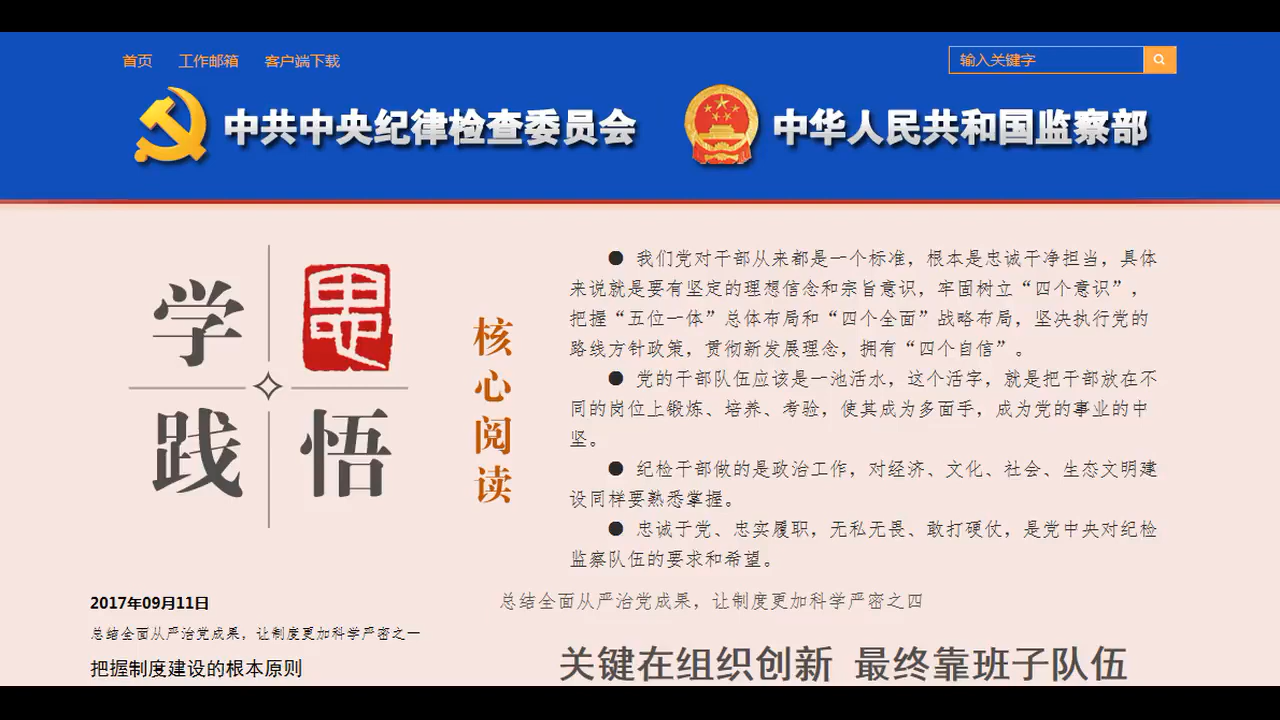 首页 工作邮箱 客户端下载 输入关键字
中共中央纪律检查委员会 中华人民共和国监察部
学思
践悟
核心阅读
● 我们党对干部从来都是一个标准，根本是忠诚干净担当，具体
来说就是要有坚定的理想信念和宗旨意识，牢固树立“四个意识”，
把握“五位一体”总体布局和“四个全面”战略布局，坚决执行党的
路线方针政策，贯彻新发展理念，拥有“四个自信”。
● 党的干部队伍应该是一池活水，这个活字，就是把干部放在不
同的岗位上锻炼、培养、考验，使其成为多面手，成为党的事业的中
坚。
● 纪检干部做的是政治工作，对经济、文化、社会、生态文明建
设同样要熟悉掌握。
● 忠诚于党、忠实履职，无私无畏、敢打硬仗，是党中央对纪检
监察队伍的要求和希望。
2017年09月11日
总结全面从严治党成果，让制度更加科学严密之一
把握制度建设的根本原则
总结全面从严治党成果，让制度更加科学严密之四
关键在组织创新 最终靠班子队伍